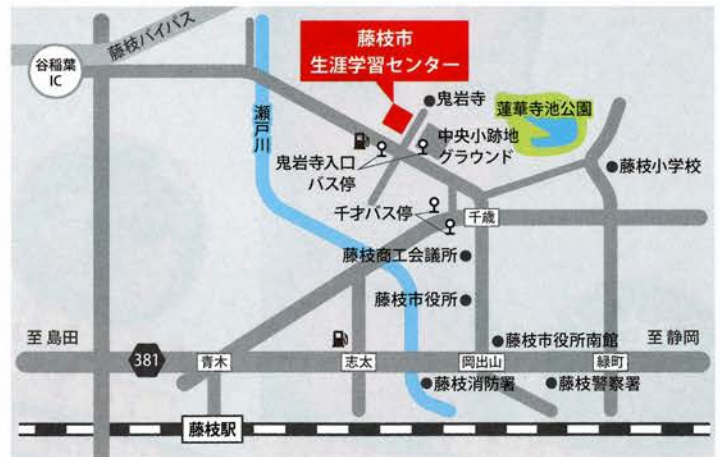 藤枝バイパス
谷稲葉
IC
藤枝市
生涯学習センター
瀬戸川
鬼岩寺
蓮華寺池公園
中央小跡地
グラウンド
鬼岩寺入口
バス停
藤枝小学校
千才バス停
千歳
藤枝商工会議所
藤枝市役所
至 島田
381
青木
志太
藤枝市役所南館
岡出山
緑町
至 静岡
藤枝消防署
藤枝警察署
藤枝駅